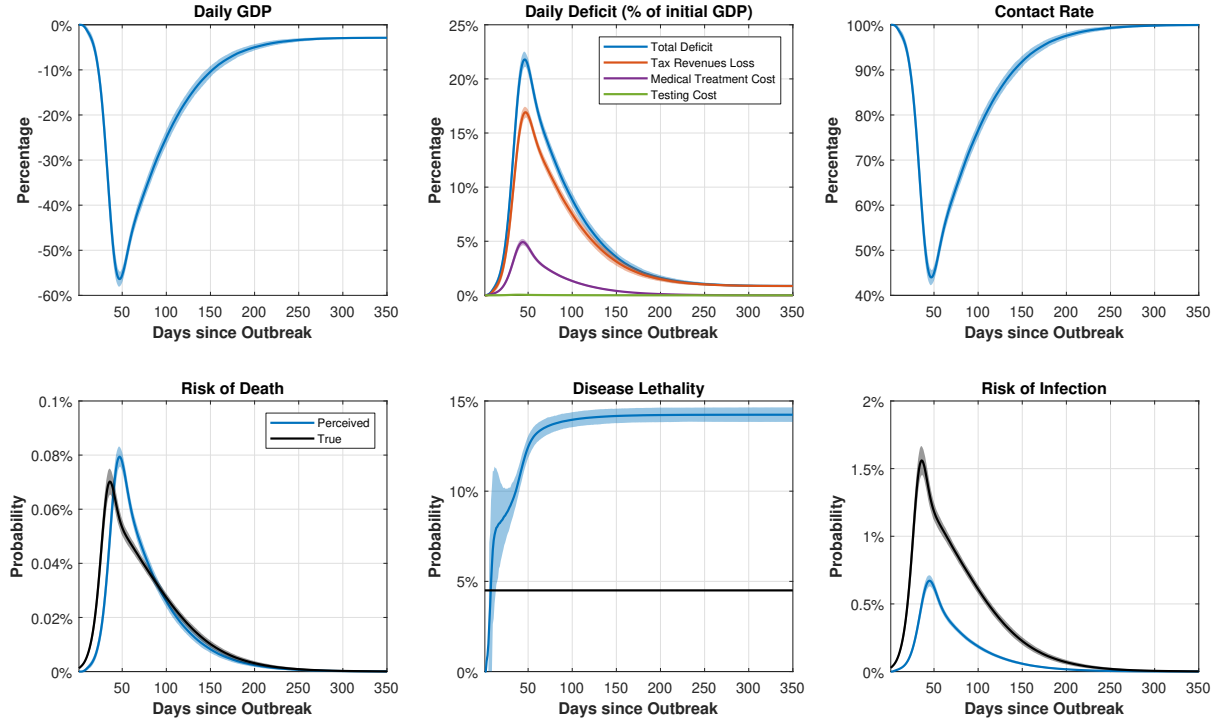 Daily GDP
Percentage
0%
-10%
-20%
-30%
-40%
-50%
-60%
50 100 150 200 250 300 350
Days since Outbreak
Daily Deficit (% of initial GDP)
Percentage
25%
20%
15%
10%
5%
0%
Total Deficit
Tax Revenues Loss
Medical Treatment Cost
Testing Cost
50 100 150 200 250 300 350
Days since Outbreak
Contact Rate
Percentage
100%
90%
80%
70%
60%
50%
40%
50 100 150 200 250 300 350
Days since Outbreak
Risk of Death
Probability
0.1%
0.08%
0.06%
0.04%
0.02%
0%
Perceived
True
50 100 150 200 250 300 350
Days since Outbreak
Disease Lethality
Probability
15%
10%
5%
0%
50 100 150 200 250 300 350
Days since Outbreak
Risk of Infection
Probability
2%
1.5%
1%
0.5%
0%
50 100 150 200 250 300 350
Days since Outbreak